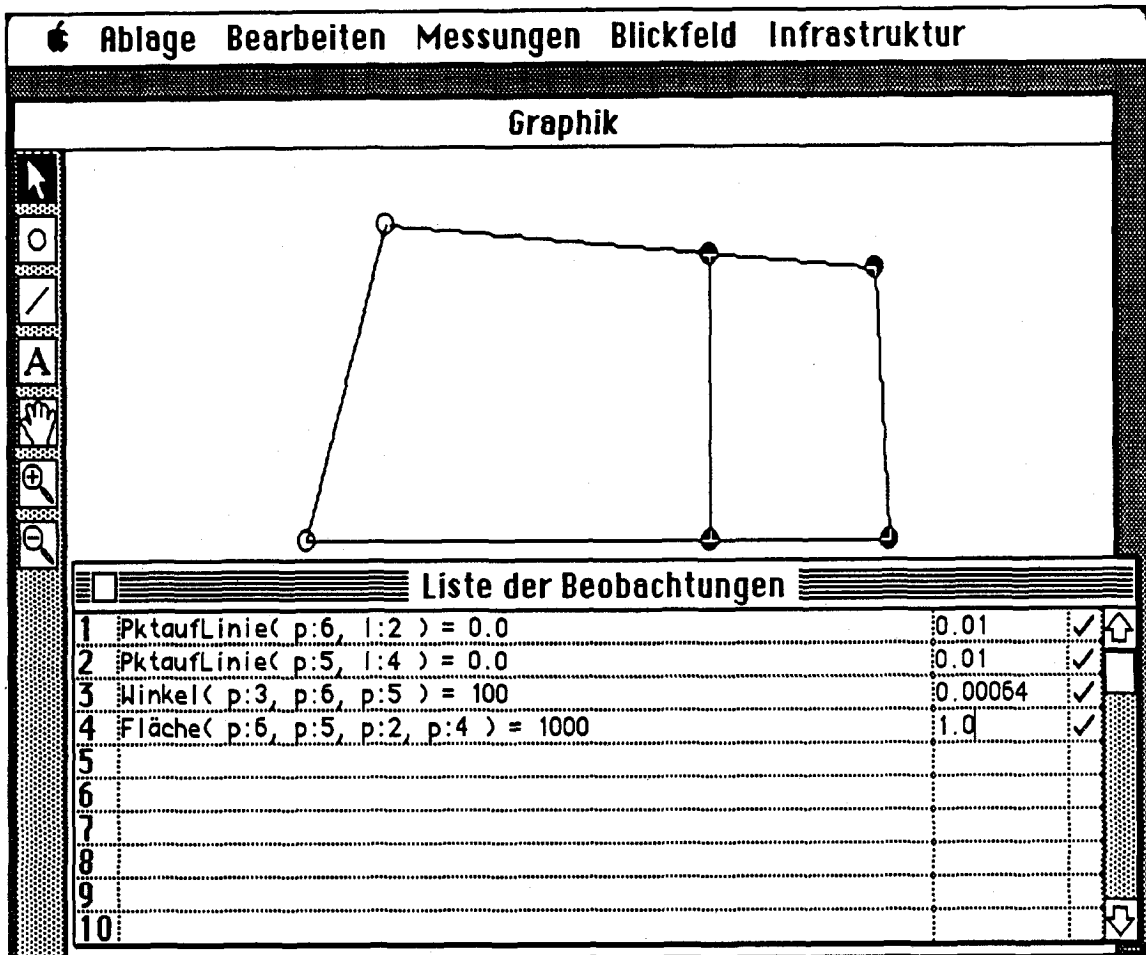 Ablage Bearbeiten Messungen Blickfeld Infrastruktur
Graphik
A
Liste der Beobachtungen
1 PktaufLinie( p:6, l:2 ) = 0.0 0.01 ✓
2 PktaufLinie( p:5, l:4 ) = 0.0 0.01 ✓
3 Winkel( p:3, p:6, p:5 ) = 100 0.00064 ✓
4 Fläche( p:6, p:5, p:2, p:4 ) = 1000 1.0 ✓
5
6
7
8
9
10